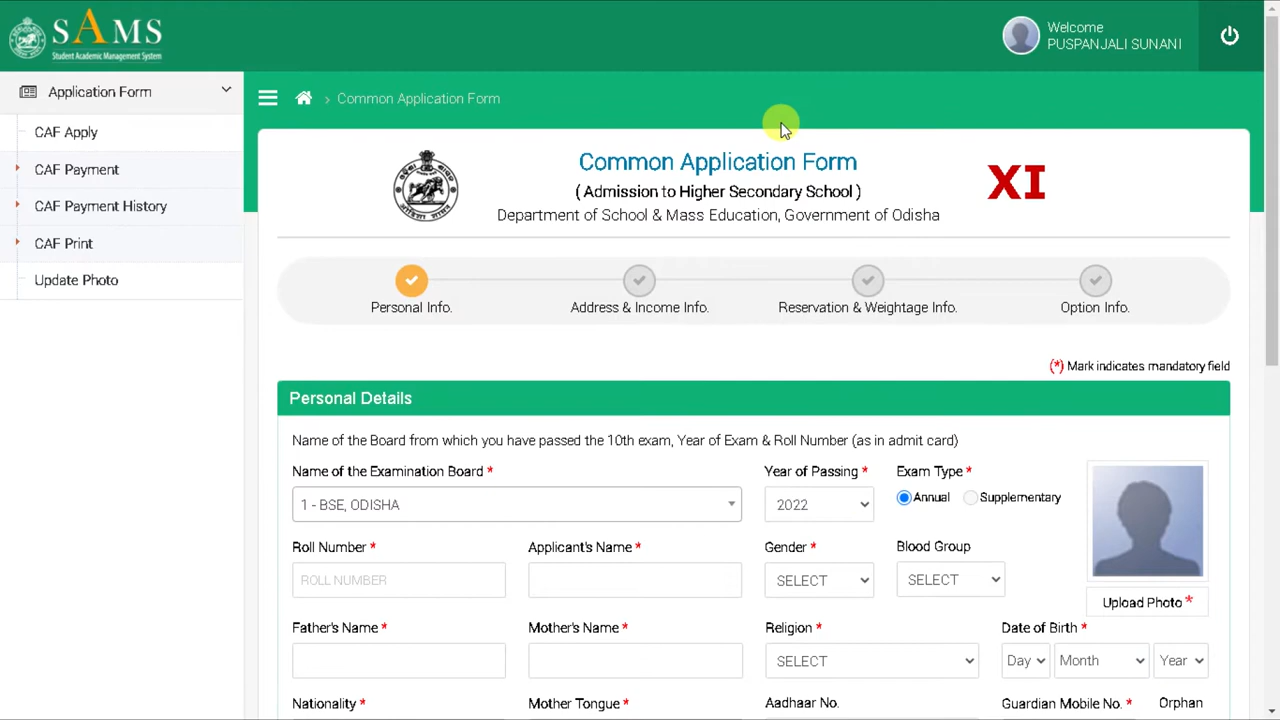 SAMS
Student Academic Management System
Welcome
PUSPANJALI SUNANI
Application Form
CAF Apply
CAF Payment
CAF Payment History
CAF Print
Update Photo
> Common Application Form
Common Application Form
( Admission to Higher Secondary School )
Department of School & Mass Education, Government of Odisha
XI
Personal Info.
Address & Income Info.
Reservation & Weightage Info.
Option Info.
(*) Mark indicates mandatory field
Personal Details
Name of the Board from which you have passed the 10th exam, Year of Exam & Roll Number (as in admit card)
Name of the Examination Board *
Year of Passing *
Exam Type *
1 - BSE, ODISHA
2022
Annual
Supplementary
Roll Number *
Applicant's Name *
Gender *
Blood Group
ROLL NUMBER
SELECT
SELECT
Upload Photo *
Father's Name *
Mother's Name *
Religion *
Date of Birth *
SELECT
Day
Month
Year
Nationality *
Mother Tongue *
Aadhaar No.
Guardian Mobile No. *
Orphan